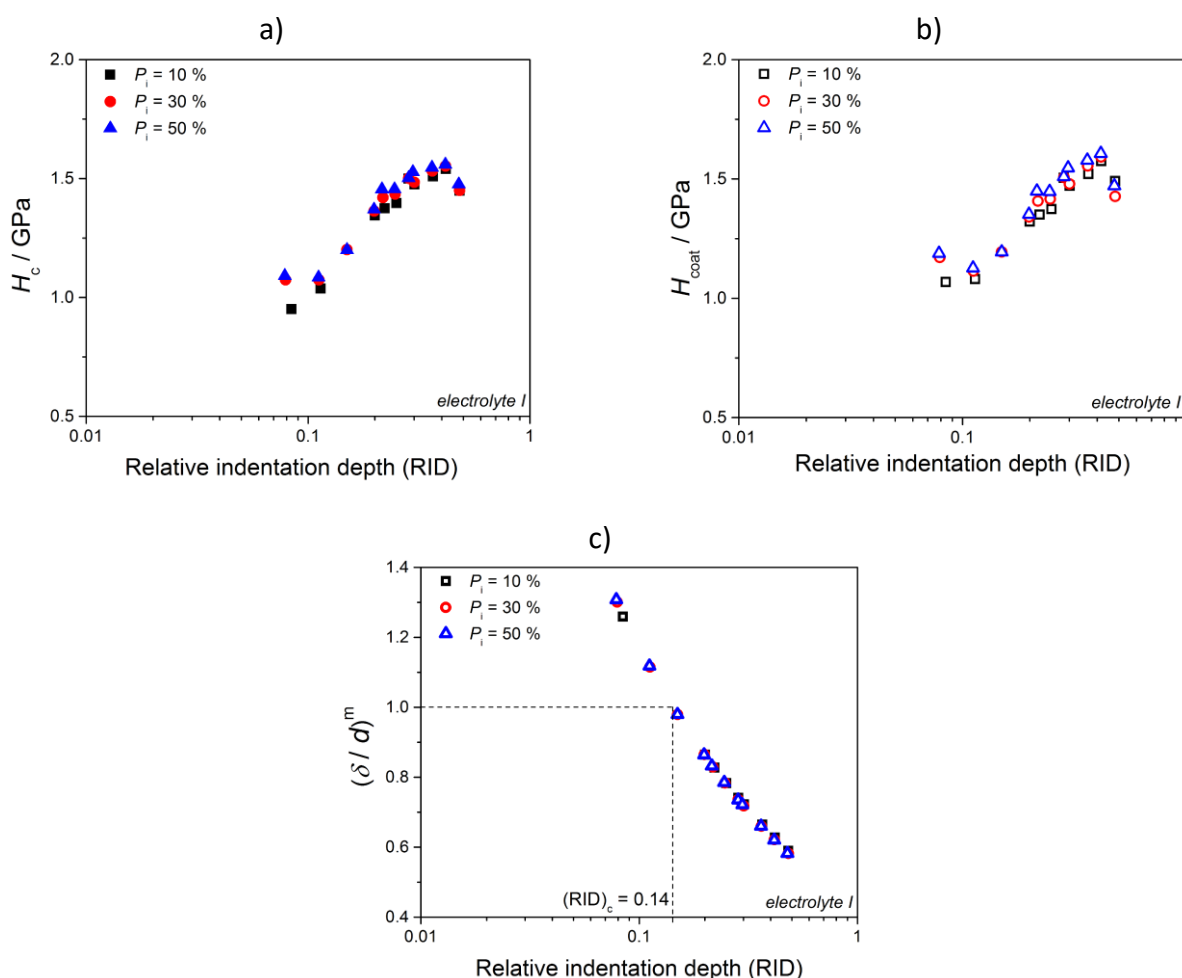 a)
2.0
1.5
1.0
0.5
H_c / GPa
P_i = 10 %
P_i = 30 %
P_i = 50 %
electrolyte I
0.01
0.1
1
Relative indentation depth (RID)
b)
2.0
1.5
1.0
0.5
H_coat / GPa
P_i = 10 %
P_i = 30 %
P_i = 50 %
electrolyte I
0.01
0.1
Relative indentation depth (RID)
c)
1.4
1.2
1.0
0.8
0.6
0.4
(δ / d)^m
P_i = 10 %
P_i = 30 %
P_i = 50 %
(RID)_c = 0.14
electrolyte I
0.01
0.1
1
Relative indentation depth (RID)